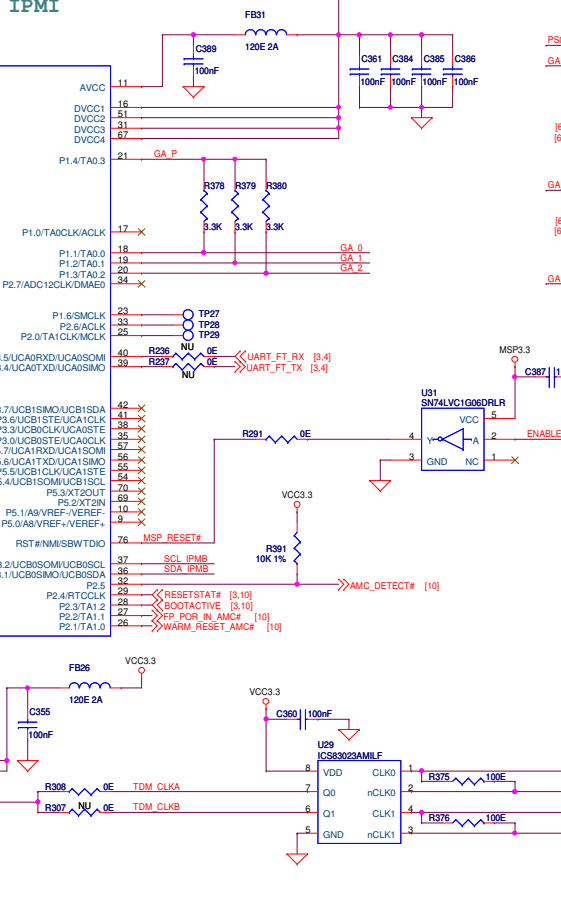 IPMI
FB31
120E 2A
C389
100nF
C361 C384 C385 C386
100nF 100nF 100nF 100nF
AVCC 11
DVCC1 16
DVCC2 51
DVCC3 31
DVCC4 67
P1.4/TA0.3 21 GA_P
R378 R379 R380
3.3K 3.3K 3.3K
P1.0/TA0CLK/ACLK 17
P1.1/TA0.0 18 GA_0
P1.2/TA0.1 19 GA_1
P1.3/TA0.2 20 GA_2
P2.7/ADC12CLK/DMAE0 34
P1.6/SMCLK 23 TP27
P2.6/ACLK 33 TP28
P2.0/TA1CLK/MCLK 25 TP29
NU
.5/UCA0RXD/UCA0SOMI 40 R236 0E UART_FT_RX [3,4]
.4/UCA0TXD/UCA0SIMO 39 R237 0E UART_FT_TX [3,4]
NU
.7/UCB1SIMO/UCB1SDA 42
P3.6/UCB1STE/UCA1CLK 41
P3.3/UCB0CLK/UCA0STE 38
P3.0/UCB0STE/UCA0CLK 35
.7/UCA1RXD/UCA1SOMI 57
P5.6/UCA1TXD/UCA1SIMO 56
P5.5/UCB1CLK/UCA1STE 55
5.4/UCB1SOMI/UCB1SCL 54
P5.3/XT2OUT 70
P5.2/XT2IN 69
P5.1/A9/VREF-/VEREF- 10
P5.0/A8/VREF+/VEREF+ 9
RST#/NMI/SBWTDIO 76 MSP_RESET#
3.2/UCB0SOMI/UCB0SCL 37 SCL_IPMB
3.1/UCB0SIMO/UCB0SDA 36 SDA_IPMB
P2.5 32 AMC_DETECT# [10]
P2.4/RTCCLK 29 RESETSTAT# [3,10]
P2.3/TA1.2 28 BOOTACTIVE [3,10]
P2.2/TA1.1 27 FP_POR_IN_AMC# [10]
P2.1/TA1.0 26 WARM_RESET_AMC# [10]
R291 0E
VCC3.3
R391
10K 1%
MSP3.3
C387
U31
SN74LVC1G06DRLR
VCC 5
4 Y A 2 ENABLE
3 GND NC 1
PS
GA
[6
[6
GA
[6
[6
GA
FB26
120E 2A
VCC3.3
C355
100nF
VCC3.3
C360 100nF
U29
ICS83023AMILF
8 VDD CLK0 1
R375 100E
7 Q0 nCLK0 2
6 Q1 CLK1 4
R376 100E
5 GND nCLK1 3
R308 0E TDM_CLKA
R307 NU 0E TDM_CLKB